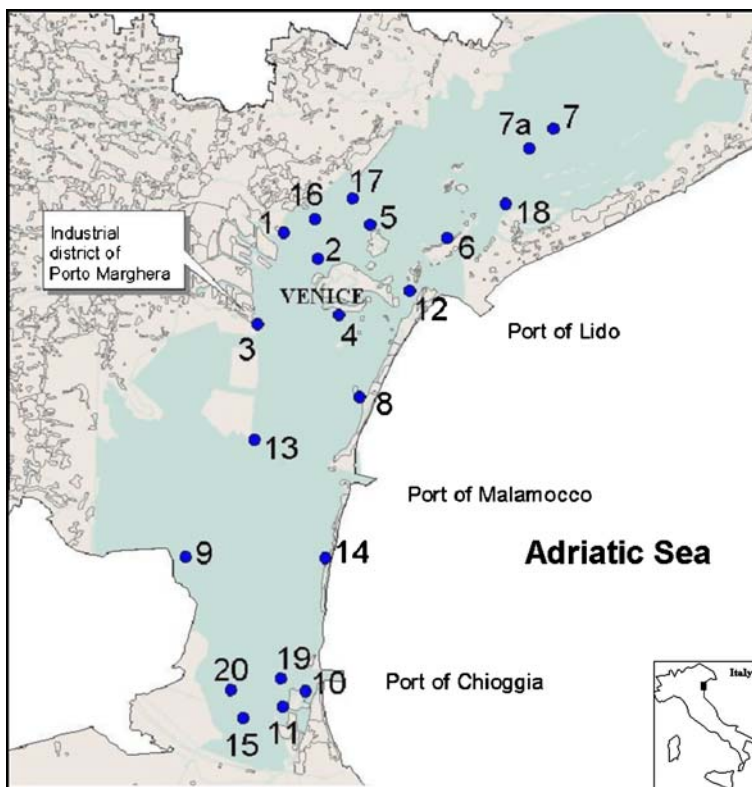 7a
7
17
16
18
1
5
Industrial
district of
Porto Marghera
6
2
VENICE
12
Port of Lido
3
4
8
13
Port of Malamocco
Adriatic Sea
9
14
19
20
10
Port of Chioggia
11
15
Italy